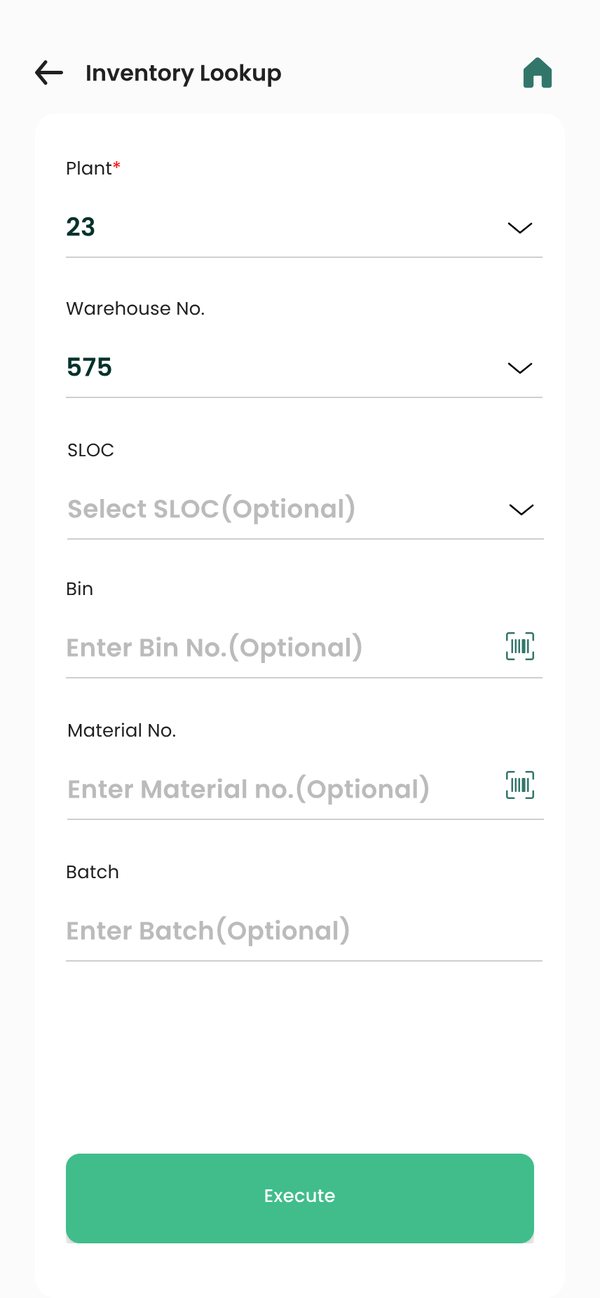 Inventory Lookup
Plant*
23
Warehouse No.
575
SLOC
Select SLOC(Optional)
Bin
Enter Bin No.(Optional)
Material No.
Enter Material no.(Optional)
Batch
Enter Batch(Optional)
Execute